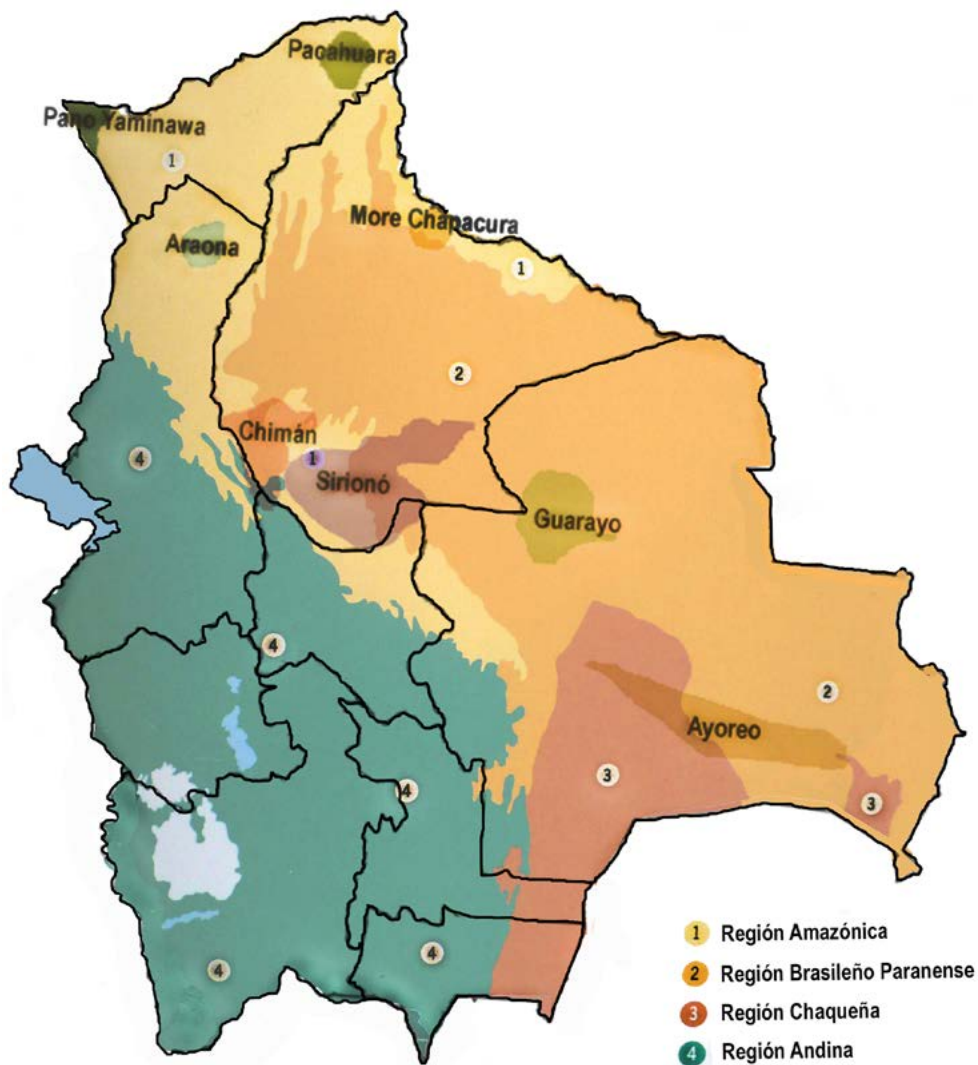 Pacahuara
Pano Yaminawa
1
More Chapacura
Araona
1
2
Chimán
4
1
Sirionó
Guarayo
4
2
Ayoreo
3
4
3
4
4
1 Región Amazónica
2 Región Brasileño Paranense
3 Región Chaqueña
4 Región Andina